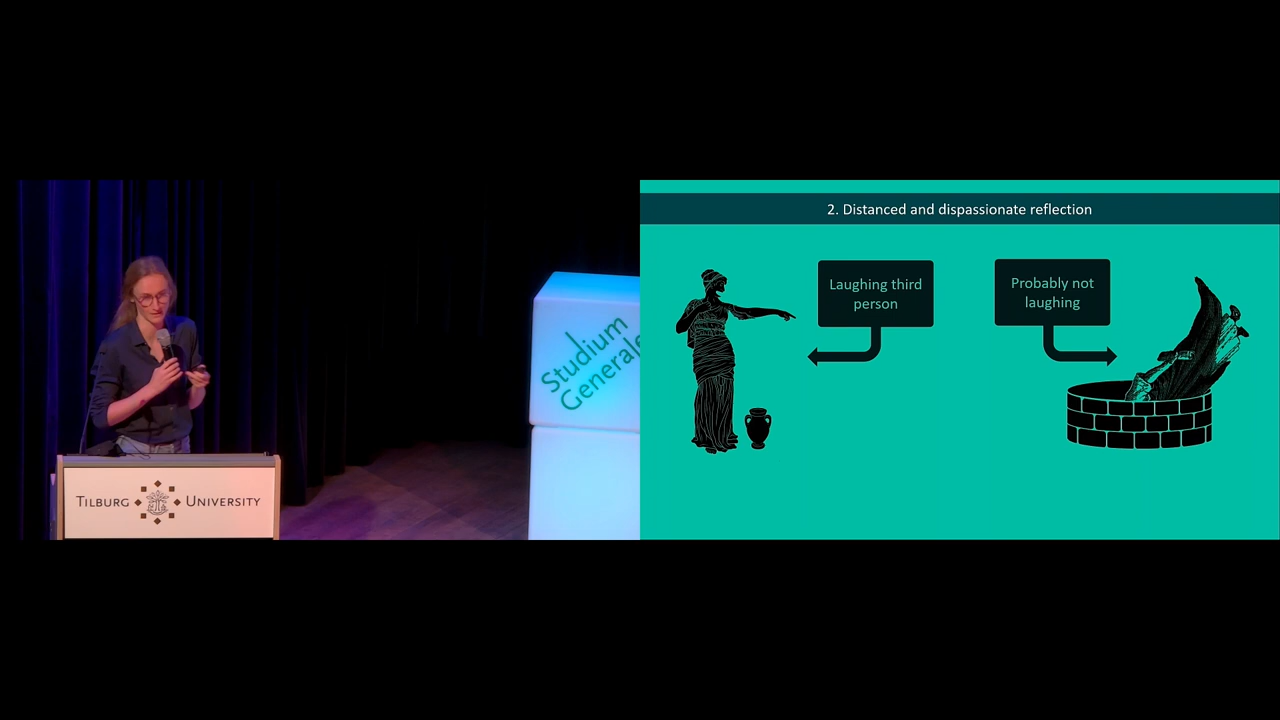 Studium
Generale
TILBURG UNIVERSITY
2. Distanced and dispassionate reflection
Laughing third
person
Probably not
laughing